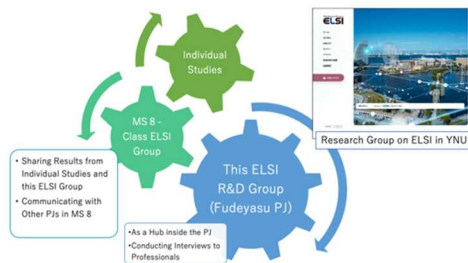 Individual
Studies
MS 8 -
Class ELSI
Group
This ELSI
R&D Group
(Fudeyasu PJ)
• Sharing Results from
Individual Studies and
this ELSI Group
• Communicating with
Other PJs in MS 8
•As a Hub inside the PJ
•Conducting Interviews to
Professionals
ELSI
Research Group on ELSI in YNU